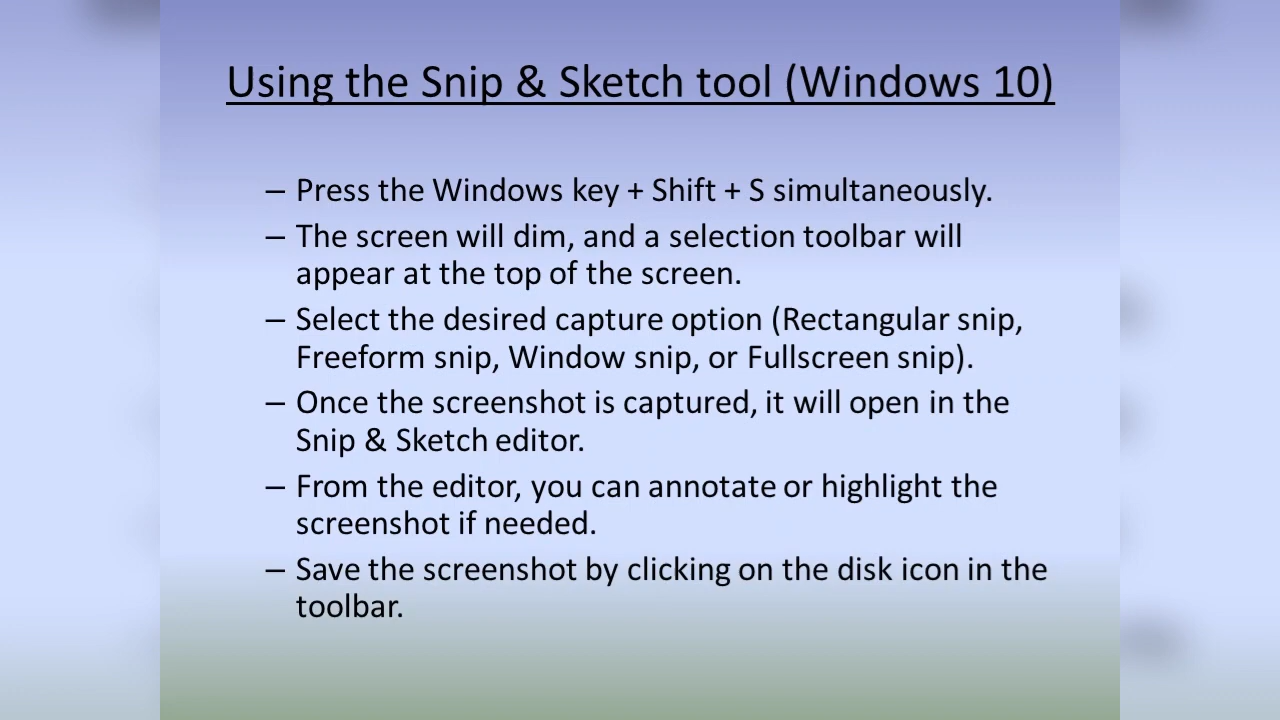 Using the Snip & Sketch tool (Windows 10)
– Press the Windows key + Shift + S simultaneously.
– The screen will dim, and a selection toolbar will
appear at the top of the screen.
– Select the desired capture option (Rectangular snip,
Freeform snip, Window snip, or Fullscreen snip).
– Once the screenshot is captured, it will open in the
Snip & Sketch editor.
– From the editor, you can annotate or highlight the
screenshot if needed.
– Save the screenshot by clicking on the disk icon in the
toolbar.